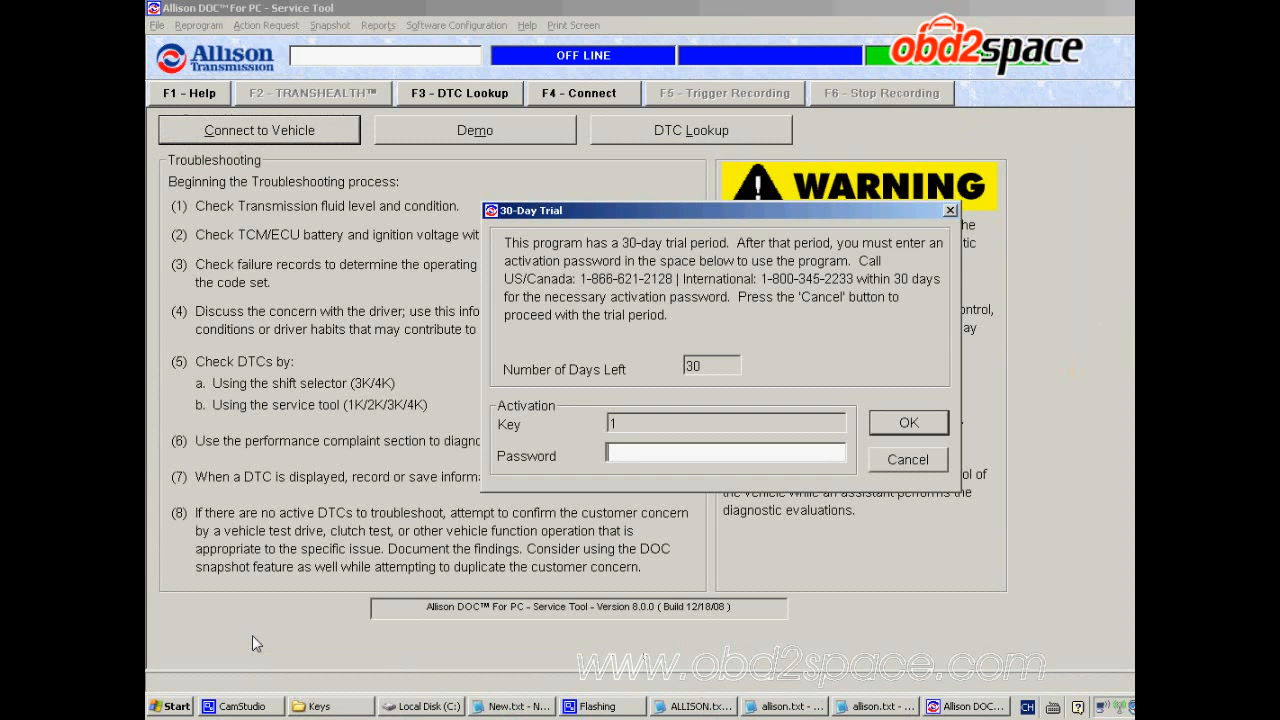 Allison DOC™ For PC - Service Tool
File Reprogram Action Request Snapshot Reports Software Configuration Help Print Screen
Allison Transmission
OFF LINE
obd2space
F1 - Help F2 - TRANSHEALTH™ F3 - DTC Lookup F4 - Connect F5 - Trigger Recording F6 - Stop Recording
Connect to Vehicle Demo DTC Lookup
Troubleshooting
Beginning the Troubleshooting process:
(1) Check Transmission fluid level and condition.
(2) Check TCM/ECU battery and ignition voltage wit
(3) Check failure records to determine the operating
the code set.
(4) Discuss the concern with the driver; use this info
conditions or driver habits that may contribute to
(5) Check DTCs by:
a. Using the shift selector (3K/4K)
b. Using the service tool (1K/2K/3K/4K)
(6) Use the performance complaint section to diagno
(7) When a DTC is displayed, record or save informa
(8) If there are no active DTCs to troubleshoot, attempt to confirm the customer concern
by a vehicle test drive, clutch test, or other vehicle function operation that is
appropriate to the specific issue. Document the findings. Consider using the DOC
snapshot feature as well while attempting to duplicate the customer concern.
WARNING
the
tic
ontrol,
ay
ol of
the vehicle while an assistant performs the
diagnostic evaluations.
30-Day Trial
This program has a 30-day trial period. After that period, you must enter an
activation password in the space below to use the program. Call
US/Canada: 1-866-621-2128 | International: 1-800-345-2233 within 30 days
for the necessary activation password. Press the 'Cancel' button to
proceed with the trial period.
Number of Days Left 30
Activation
Key 1
Password
OK
Cancel
Allison DOC™ For PC - Service Tool - Version 8.0.0 ( Build 12/18/08 )
www.obd2space.com
Start CamStudio Keys Local Disk (C:) New.txt - N... Flashing ALLISON.tx... alison.txt - ... alison.txt - ... Allison DOC... CH